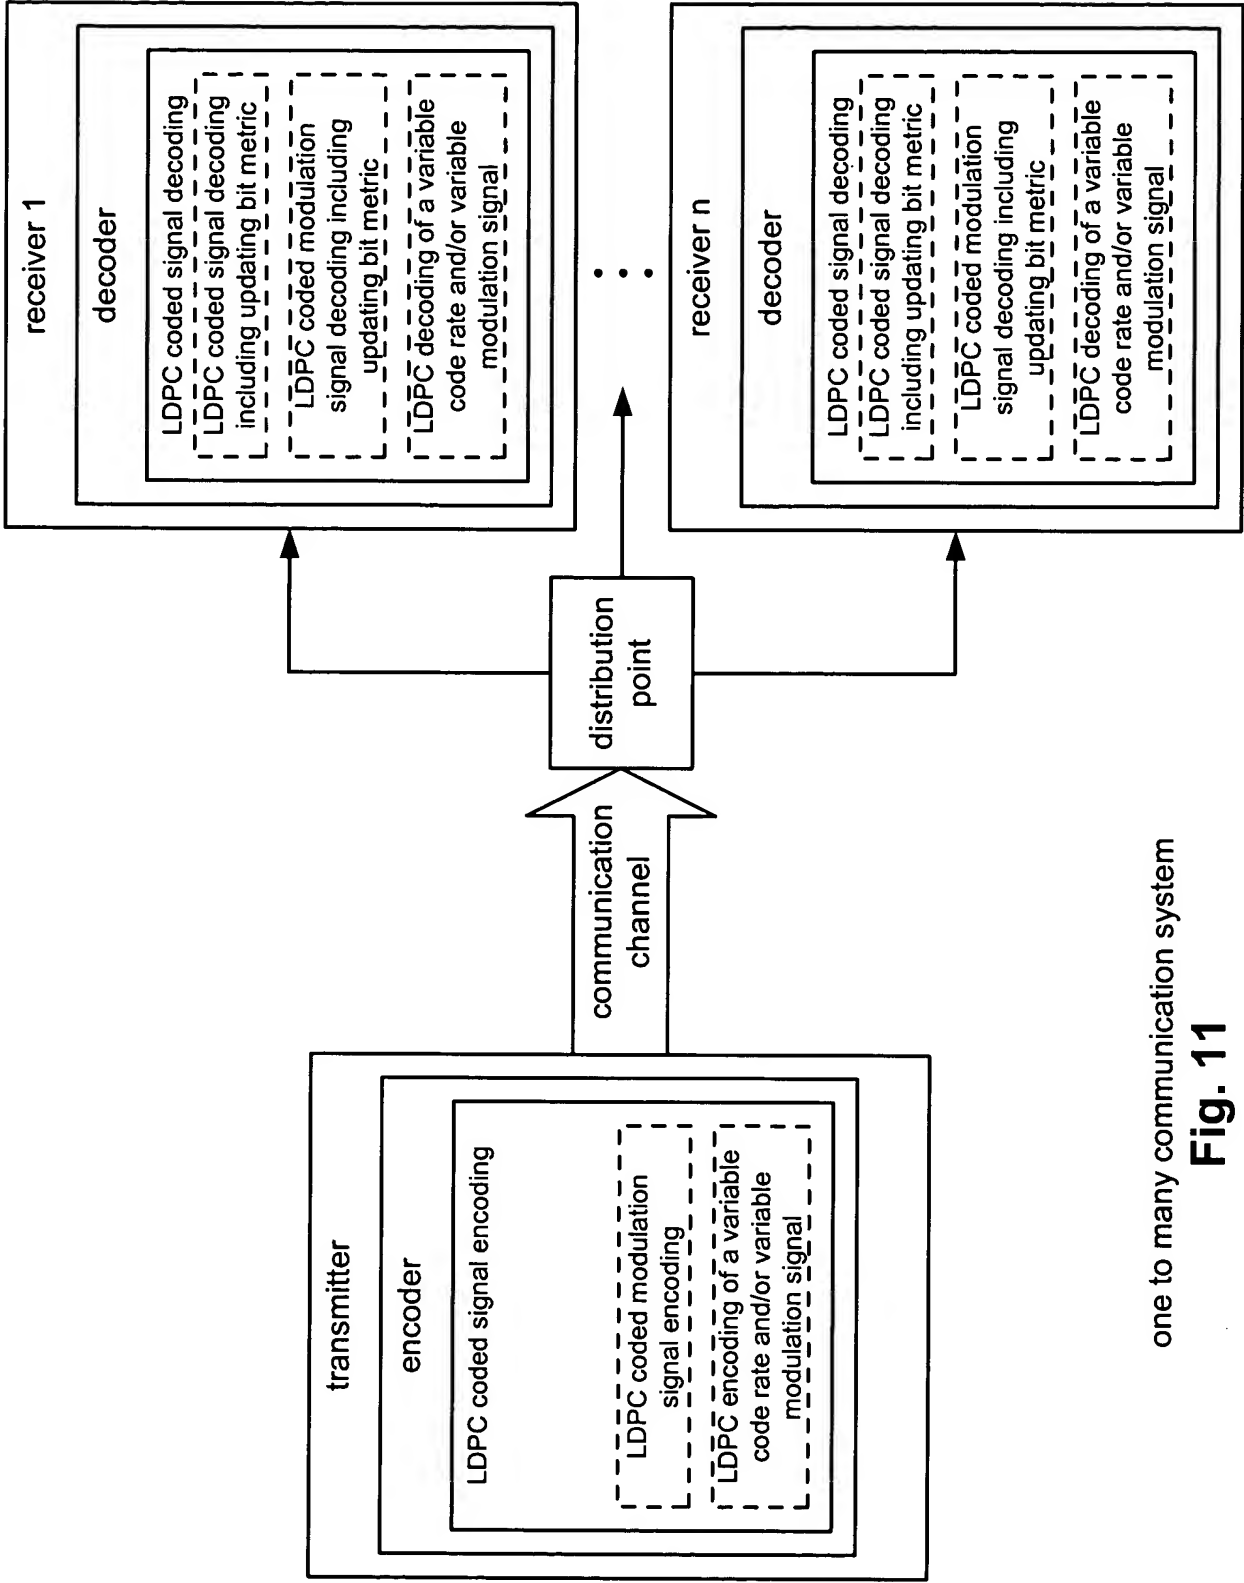 transmitter
encoder
LDPC coded signal encoding
LDPC coded modulation
signal encoding
LDPC encoding of a variable
code rate and/or variable
modulation signal
communication
channel
distribution
point
receiver 1
decoder
LDPC coded signal decoding
LDPC coded signal decoding
including updating bit metric
LDPC coded modulation
signal decoding including
updating bit metric
LDPC decoding of a variable
code rate and/or variable
modulation signal
receiver n
decoder
LDPC coded signal decoding
LDPC coded signal decoding
including updating bit metric
LDPC coded modulation
signal decoding including
updating bit metric
LDPC decoding of a variable
code rate and/or variable
modulation signal
one to many communication system
Fig. 11